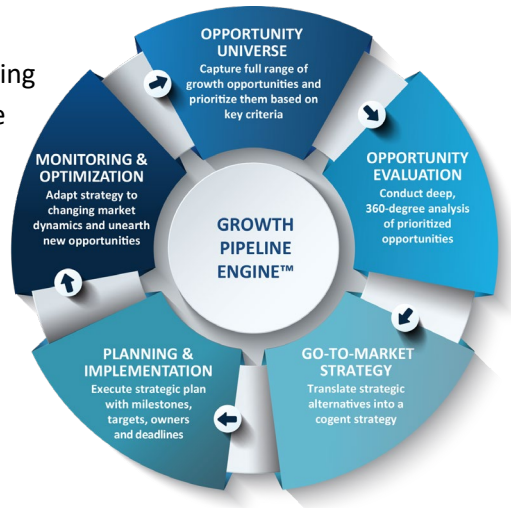 ing
e
OPPORTUNITY
UNIVERSE
Capture full range of
growth opportunities and
prioritize them based on
key criteria
OPPORTUNITY
EVALUATION
Conduct deep,
360-degree analysis
of prioritized
opportunities
GO-TO-MARKET
STRATEGY
Translate strategic
alternatives into a
cogent strategy
PLANNING &
IMPLEMENTATION
Execute strategic plan
with milestones,
targets, owners
and deadlines
MONITORING &
OPTIMIZATION
Adapt strategy to
changing market
dynamics and unearth
new opportunities
GROWTH
PIPELINE
ENGINE™